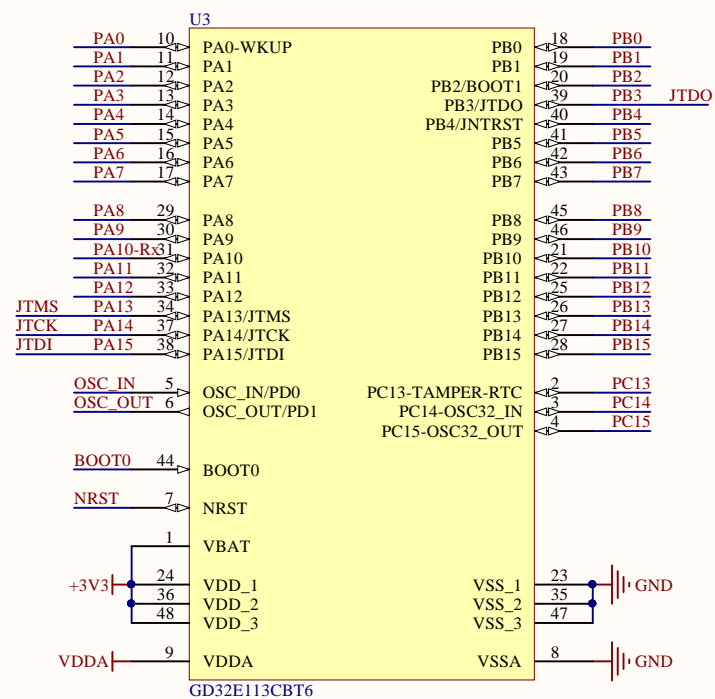 U3
PA0 10 PA0-WKUP PB0 18 PB0
PA1 11 PA1 PB1 19 PB1
PA2 12 PA2 PB2/BOOT1 20 PB2
PA3 13 PA3 PB3/JTDO 39 PB3 JTDO
PA4 14 PA4 PB4/JNTRST 40 PB4
PA5 15 PA5 PB5 41 PB5
PA6 16 PA6 PB6 42 PB6
PA7 17 PA7 PB7 43 PB7
PA8 29 PA8 PB8 45 PB8
PA9 30 PA9 PB9 46 PB9
PA10-Rx 31 PA10 PB10 21 PB10
PA11 32 PA11 PB11 22 PB11
PA12 33 PA12 PB12 25 PB12
JTMS PA13 34 PA13/JTMS PB13 26 PB13
JTCK PA14 37 PA14/JTCK PB14 27 PB14
JTDI PA15 38 PA15/JTDI PB15 28 PB15
OSC_IN 5 OSC_IN/PD0 PC13-TAMPER-RTC 2 PC13
OSC_OUT 6 OSC_OUT/PD1 PC14-OSC32_IN 3 PC14
PC15-OSC32_OUT 4 PC15
BOOT0 44 BOOT0
NRST 7 NRST
1 VBAT
+3V3 24 VDD_1 VSS_1 23 GND
36 VDD_2 VSS_2 35
48 VDD_3 VSS_3 47
VDDA 9 VDDA VSSA 8 GND
GD32E113CBT6